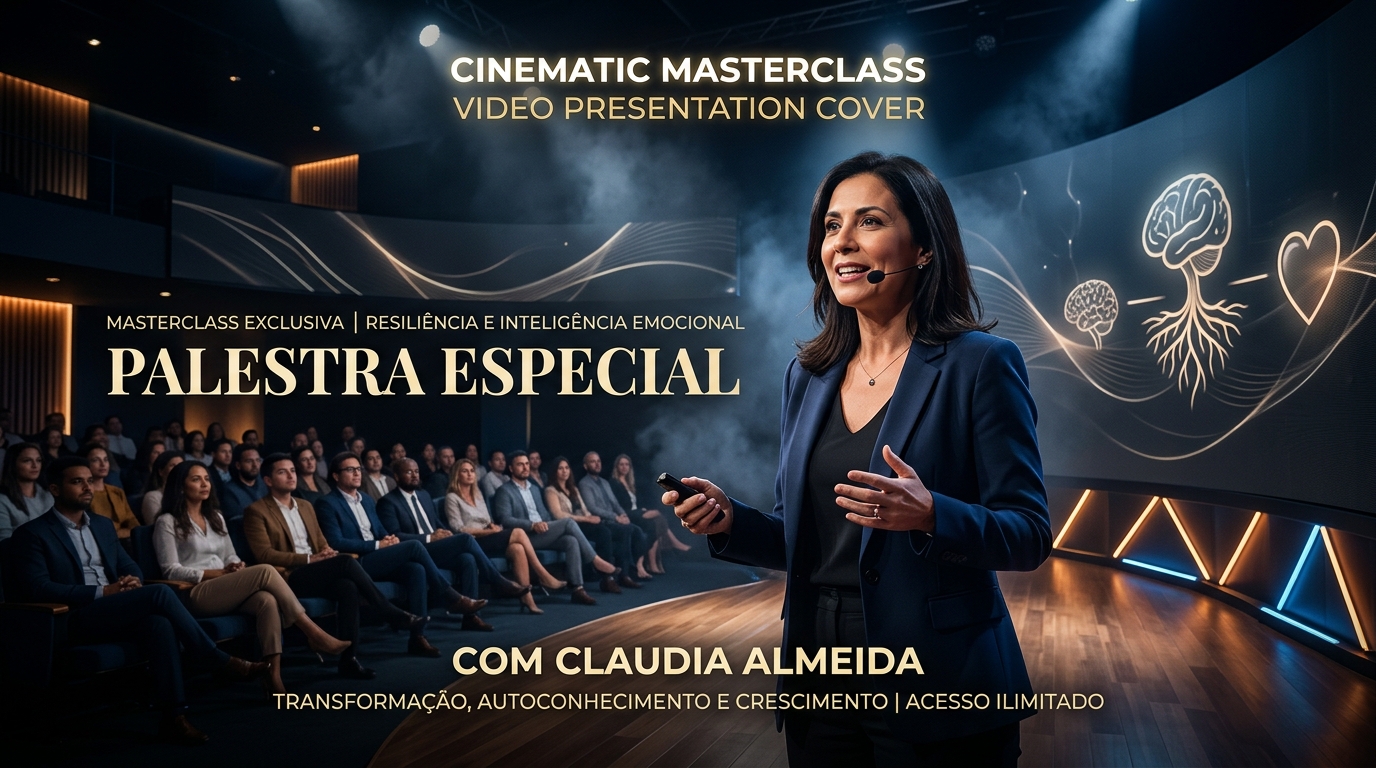 CINEMATIC MASTERCLASS
VIDEO PRESENTATION COVER
MASTERCLASS EXCLUSIVA | RESILIÊNCIA E INTELIGÊNCIA EMOCIONAL
PALESTRA ESPECIAL
COM CLAUDIA ALMEIDA
TRANSFORMAÇÃO, AUTOCONHECIMENTO E CRESCIMENTO | ACESSO ILIMITADO